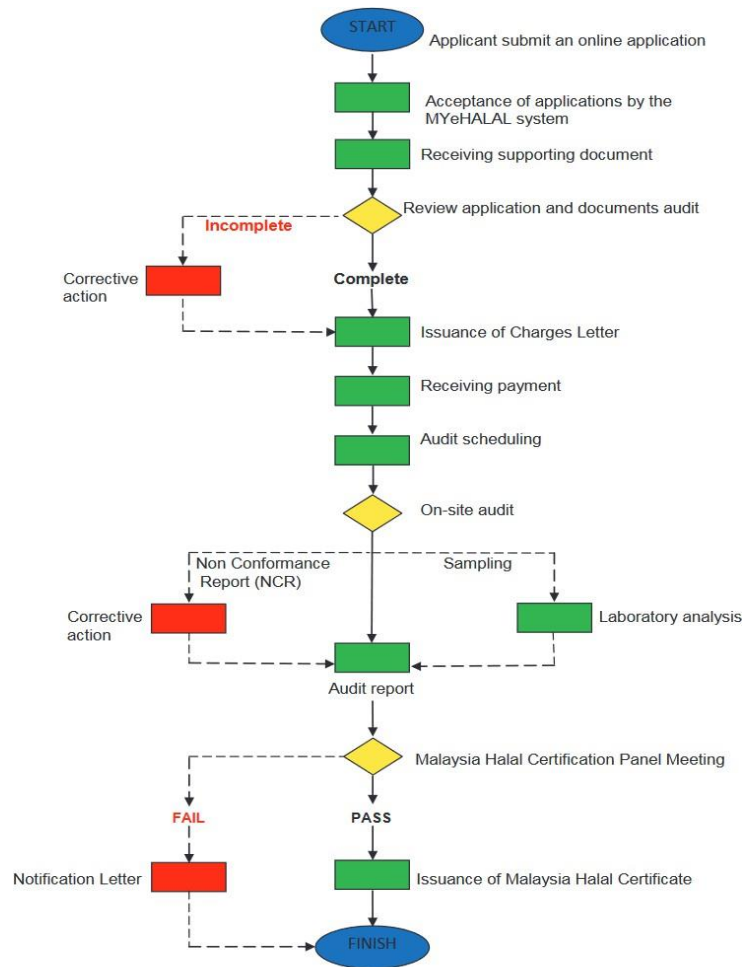 START
Applicant submit an online application
Acceptance of applications by the
MYeHALAL system
Receiving supporting document
Review application and documents audit
Incomplete
Corrective
action
Complete
Issuance of Charges Letter
Receiving payment
Audit scheduling
On-site audit
Non Conformance
Report (NCR)
Sampling
Corrective
action
Laboratory analysis
Audit report
Malaysia Halal Certification Panel Meeting
FAIL
PASS
Notification Letter
Issuance of Malaysia Halal Certificate
FINISH